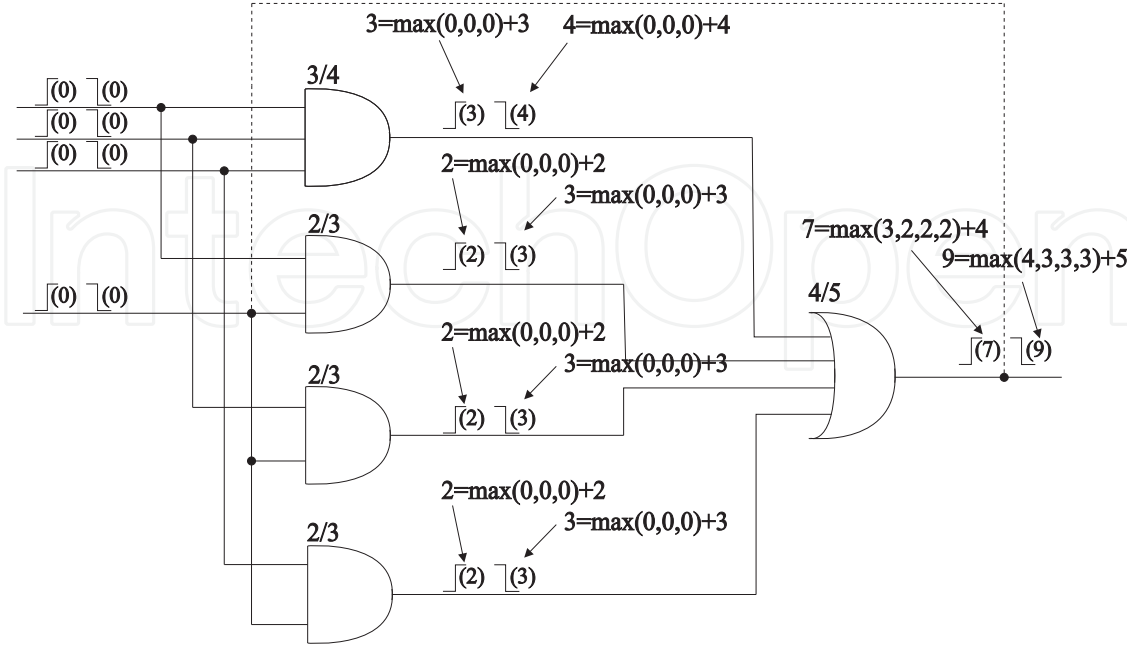 3=max(0,0,0)+3 4=max(0,0,0)+4
3/4
(0) (0)
(3) (4)
(0) (0)
(0) (0)
2=max(0,0,0)+2
3=max(0,0,0)+3
2/3
(2) (3)
7=max(3,2,2,2)+4
9=max(4,3,3,3)+5
(0) (0)
4/5
2=max(0,0,0)+2
(7) (9)
3=max(0,0,0)+3
2/3
(2) (3)
2=max(0,0,0)+2
3=max(0,0,0)+3
2/3
(2) (3)
IntechOpen